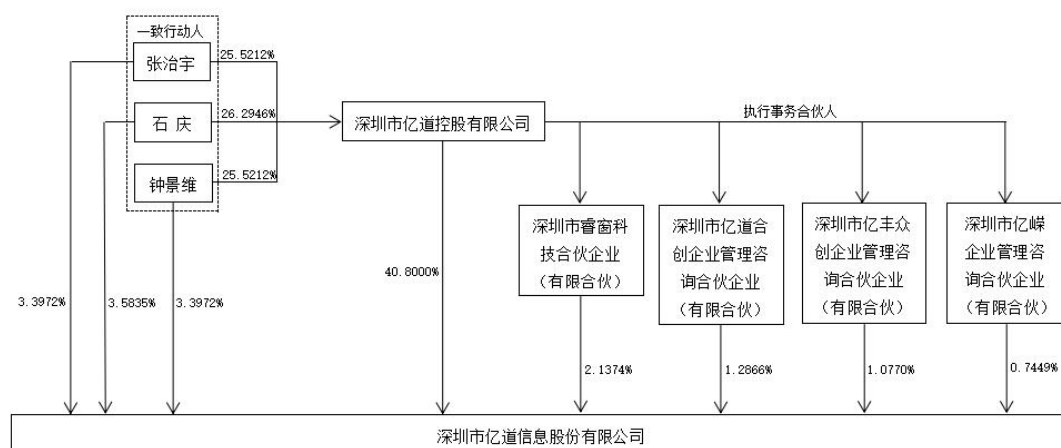 一致行动人
张治宇
25.5212%
石 庆
26.2946%
钟景维
25.5212%
深圳市亿道控股有限公司
执行事务合伙人
深圳市睿窗科
技合伙企业
（有限合伙）
深圳市亿道合
创企业管理咨
询合伙企业
（有限合伙）
深圳市亿丰众
创企业管理咨
询合伙企业
（有限合伙）
深圳市亿嵘
企业管理咨
询合伙企业
（有限合伙）
3.3972%
3.5835%
3.3972%
40.8000%
2.1374%
1.2866%
1.0770%
0.7449%
深圳市亿道信息股份有限公司